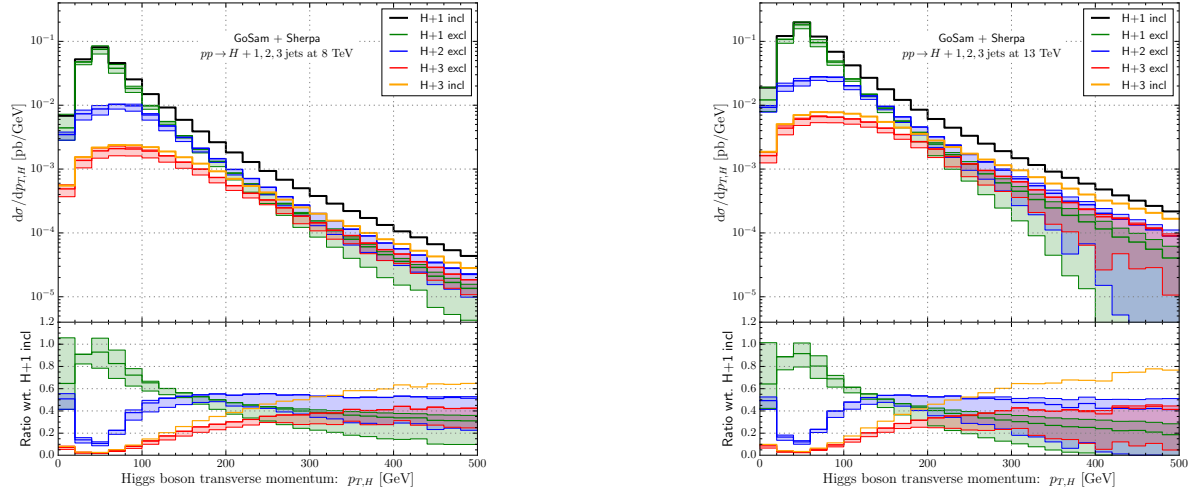 GoSam + Sherpa
pp → H + 1, 2, 3 jets at 8 TeV
H+1 incl
H+1 excl
H+2 excl
H+3 excl
H+3 incl
dσ/dp_{T,H} [pb/GeV]
10^{-1}
10^{-2}
10^{-3}
10^{-4}
10^{-5}
Ratio wrt. H+1 incl
1.2
1.0
0.8
0.6
0.4
0.2
0.0
0 100 200 300 400 500
Higgs boson transverse momentum: p_{T,H} [GeV]
GoSam + Sherpa
pp → H + 1, 2, 3 jets at 13 TeV
H+1 incl
H+1 excl
H+2 excl
H+3 excl
H+3 incl
dσ/dp_{T,H} [pb/GeV]
10^{-1}
10^{-2}
10^{-3}
10^{-4}
10^{-5}
Ratio wrt. H+1 incl
1.2
1.0
0.8
0.6
0.4
0.2
0.0
0 100 200 300 400 500
Higgs boson transverse momentum: p_{T,H} [GeV]